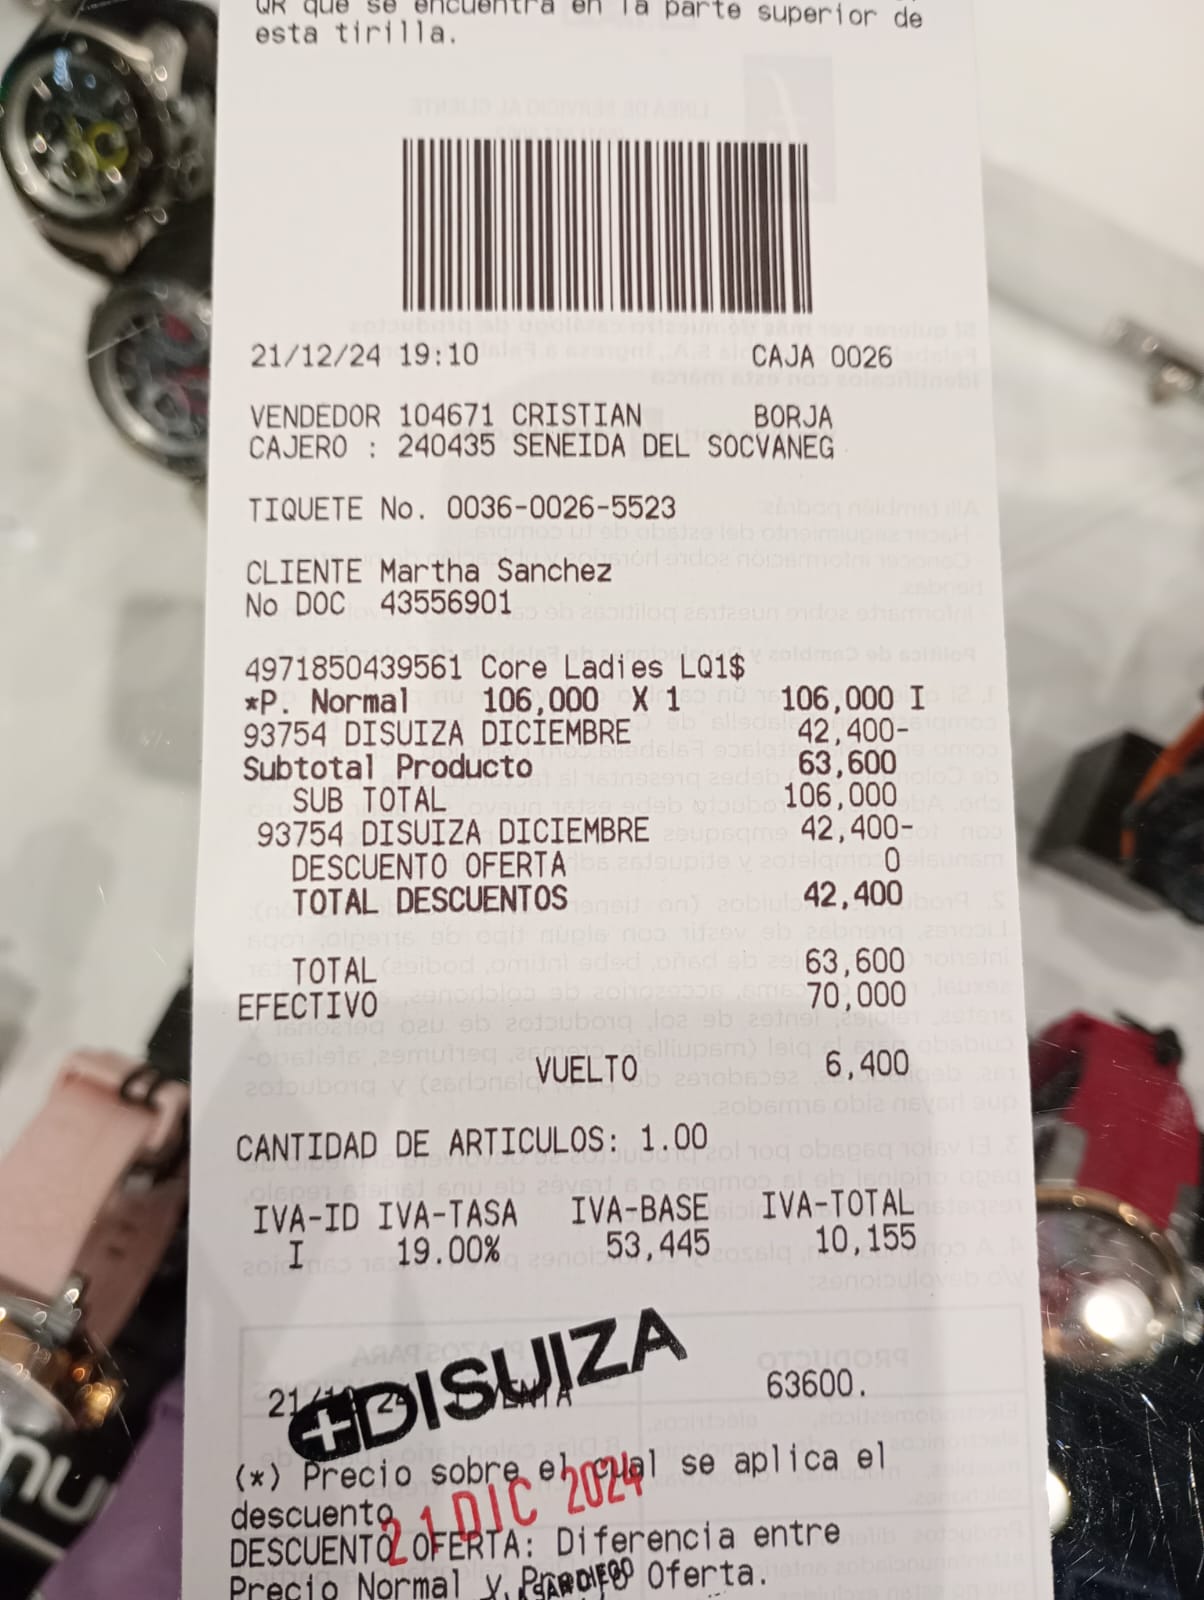 QR que se encuentra en la parte superior de
esta tirilla.
21/12/24 19:10 CAJA 0026
VENDEDOR 104671 CRISTIAN BORJA
CAJERO : 240435 SENEIDA DEL SOCVANEG
TIQUETE No. 0036-0026-5523
CLIENTE Martha Sanchez
No DOC 43556901
4971850439561 Core Ladies LQ1$
*P. Normal 106,000 X 1 106,000 I
93754 DISUIZA DICIEMBRE 42,400-
Subtotal Producto 63,600
SUB TOTAL 106,000
93754 DISUIZA DICIEMBRE 42,400-
DESCUENTO OFERTA 0
TOTAL DESCUENTOS 42,400
TOTAL 63,600
EFECTIVO 70,000
VUELTO 6,400
CANTIDAD DE ARTICULOS: 1.00
IVA-ID IVA-TASA IVA-BASE IVA-TOTAL
I 19.00% 53,445 10,155
DISUIZA
63600.
(*) Precio sobre el cual se aplica el
descuento
21 DIC 2024
DESCUENTO OFERTA: Diferencia entre
Precio Normal y Precio Oferta.
SAN DIEGO